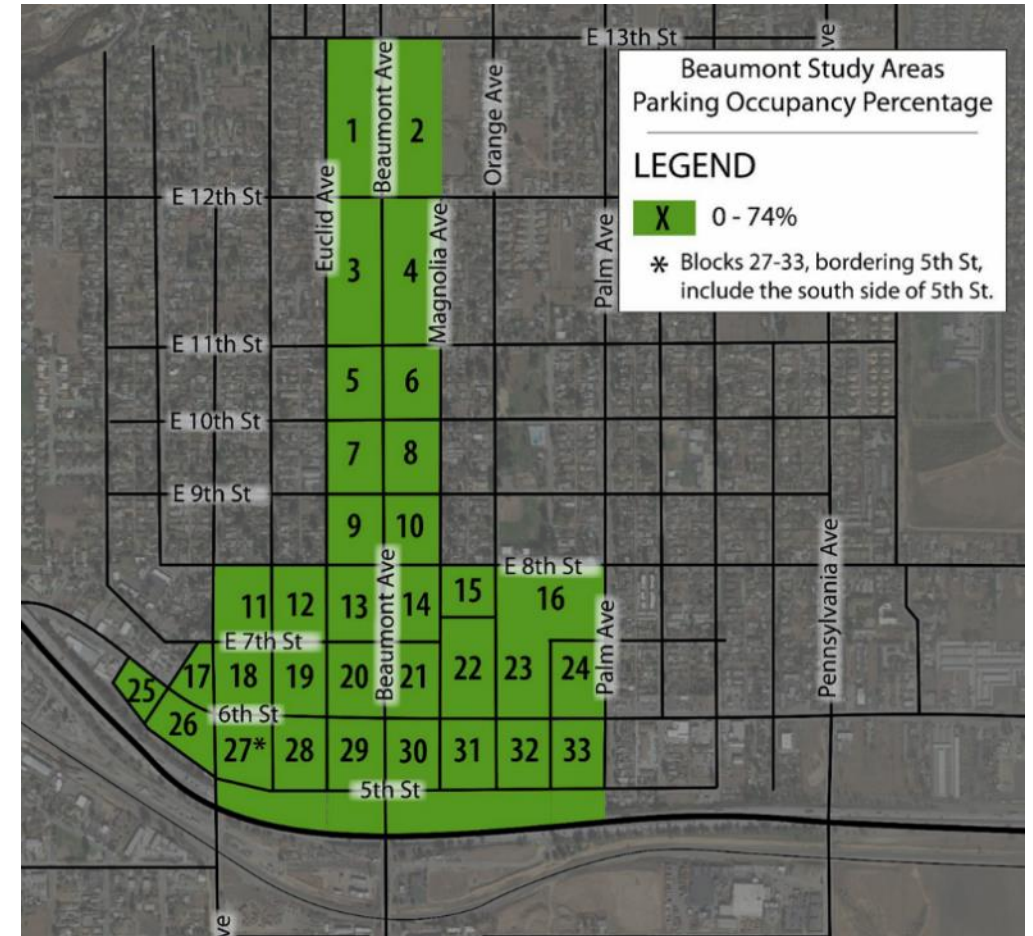 E 13th St
ve
Beaumont Study Areas
Parking Occupancy Percentage
LEGEND
X 0 - 74%
* Blocks 27-33, bordering 5th St,
include the south side of 5th St.
Beaumont Ave
Orange Ave
1 2
E 12th St
Euclid Ave
Magnolia Ave
Palm Ave
3 4
E 11th St
5 6
E 10th St
7 8
E 9th St
9 10
Beaumont Ave
E 8th St
Pennsylvania Ave
11 12 13 14 15 16
E 7th St
Palm Ave
25 17 18 19 20 21 22 23 24
6th St
26 27* 28 29 30 31 32 33
5th St
ve